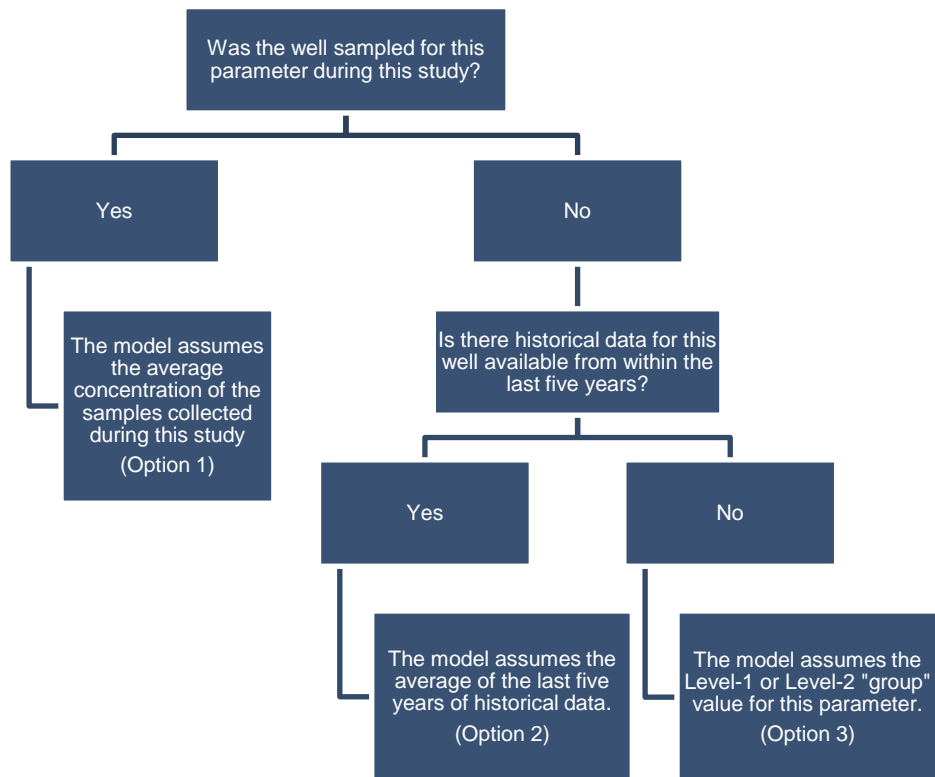 Was the well sampled for this
parameter during this study?
Yes
No
The model assumes
the average
concentration of the
samples collected
during this study
(Option 1)
Is there historical data for this
well available from within the
last five years?
Yes
No
The model assumes the
average of the last five
years of historical data.
(Option 2)
The model assumes the
Level-1 or Level-2 "group"
value for this parameter.
(Option 3)